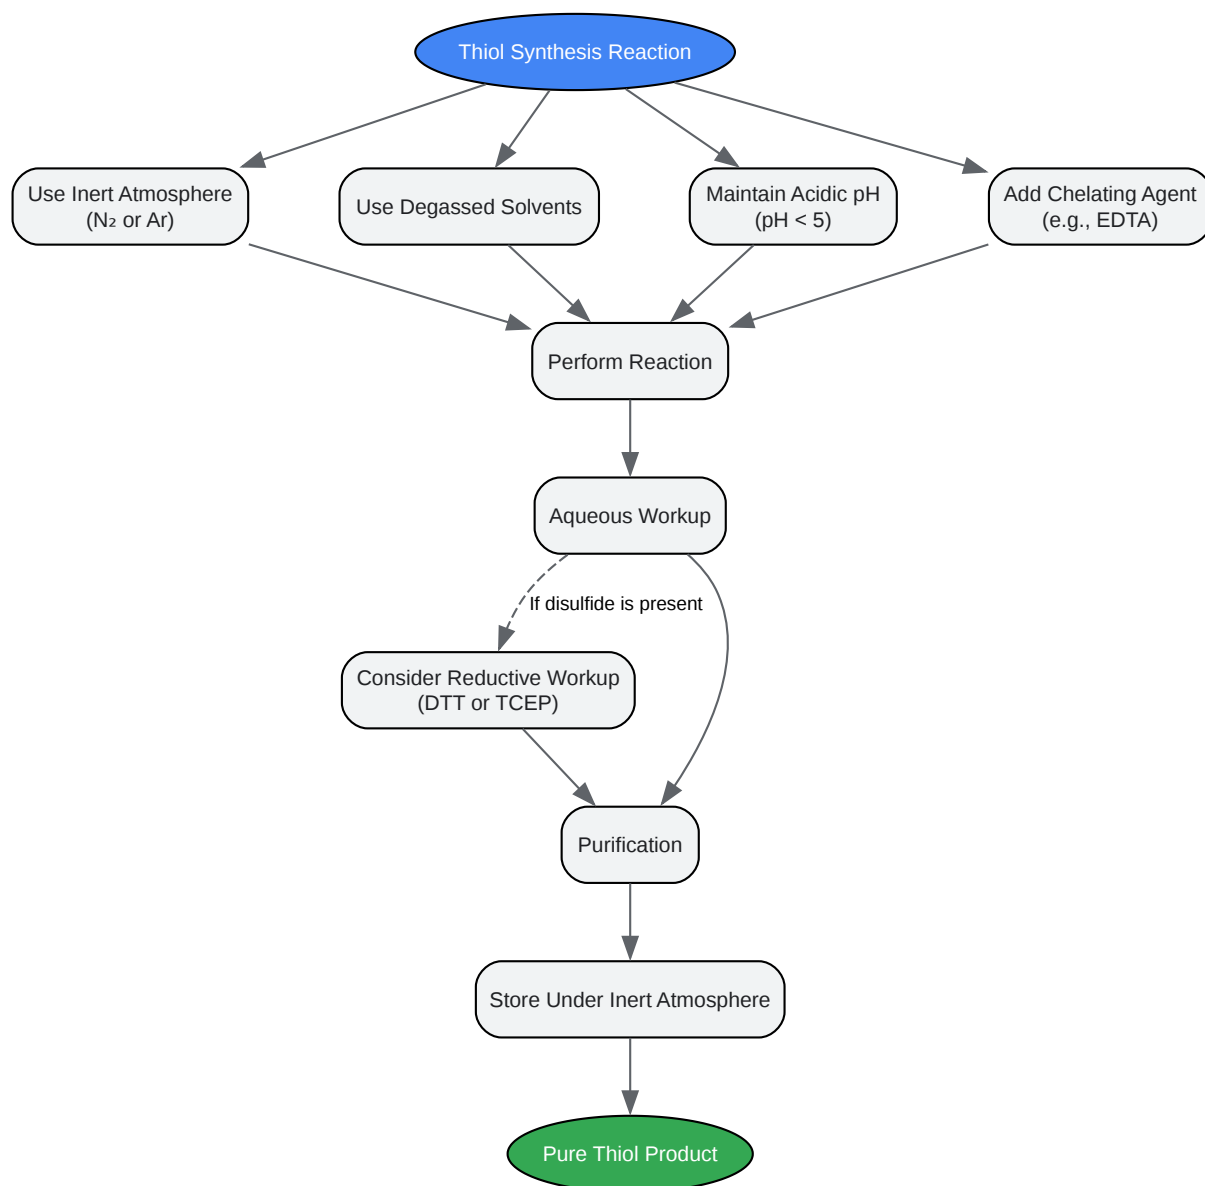 Thiol Synthesis Reaction
Use Inert Atmosphere
(N₂ or Ar)
Use Degassed Solvents
Maintain Acidic pH
(pH < 5)
Add Chelating Agent
(e.g., EDTA)
Perform Reaction
Aqueous Workup
If disulfide is present
Consider Reductive Workup
(DTT or TCEP)
Purification
Store Under Inert Atmosphere
Pure Thiol Product